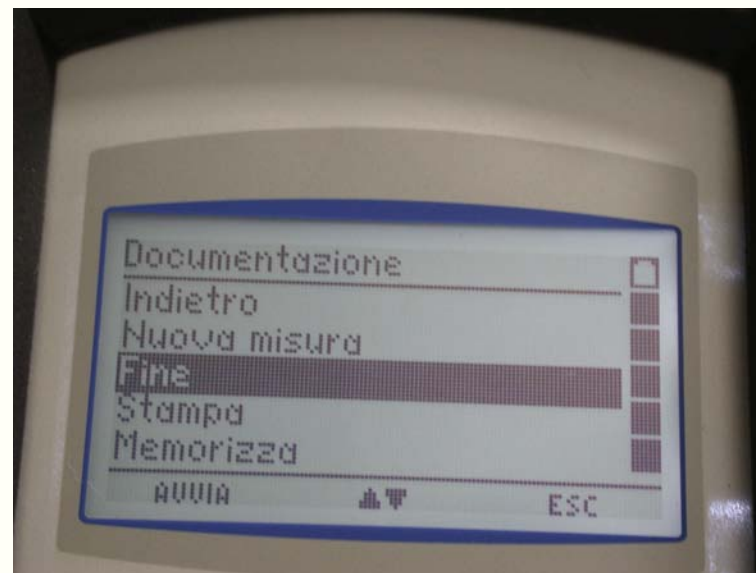 Documentazione
Indietro
Nuova misura
Fine
Stampa
Memorizza
AVVIA ESC